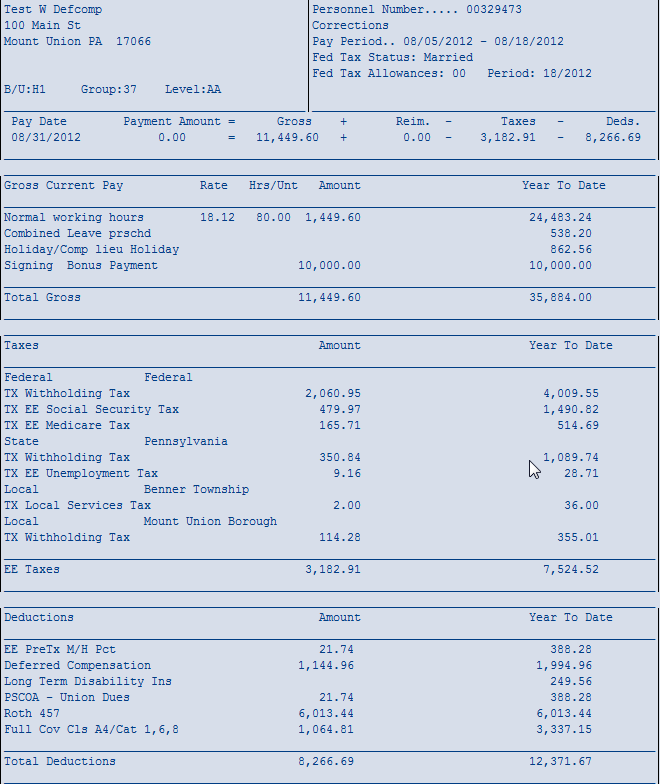 Test W Defcomp
100 Main St
Mount Union PA 17066
B/U:H1 Group:37 Level:AA
Personnel Number..... 00329473
Corrections
Pay Period.. 08/05/2012 - 08/18/2012
Fed Tax Status: Married
Fed Tax Allowances: 00 Period: 18/2012
Pay Date Payment Amount = Gross + Reim. - Taxes - Deds.
08/31/2012 0.00 = 11,449.60 + 0.00 - 3,182.91 - 8,266.69
Gross Current Pay Rate Hrs/Unt Amount Year To Date
Normal working hours 18.12 80.00 1,449.60 24,483.24
Combined Leave prschd 538.20
Holiday/Comp lieu Holiday 862.56
Signing Bonus Payment 10,000.00 10,000.00
Total Gross 11,449.60 35,884.00
Taxes Amount Year To Date
Federal Federal
TX Withholding Tax 2,060.95 4,009.55
TX EE Social Security Tax 479.97 1,490.82
TX EE Medicare Tax 165.71 514.69
State Pennsylvania
TX Withholding Tax 350.84 1,089.74
TX EE Unemployment Tax 9.16 28.71
Local Benner Township
TX Local Services Tax 2.00 36.00
Local Mount Union Borough
TX Withholding Tax 114.28 355.01
EE Taxes 3,182.91 7,524.52
Deductions Amount Year To Date
EE PreTx M/H Pct 21.74 388.28
Deferred Compensation 1,144.96 1,994.96
Long Term Disability Ins 249.56
PSCOA - Union Dues 21.74 388.28
Roth 457 6,013.44 6,013.44
Full Cov Cls A4/Cat 1,6,8 1,064.81 3,337.15
Total Deductions 8,266.69 12,371.67